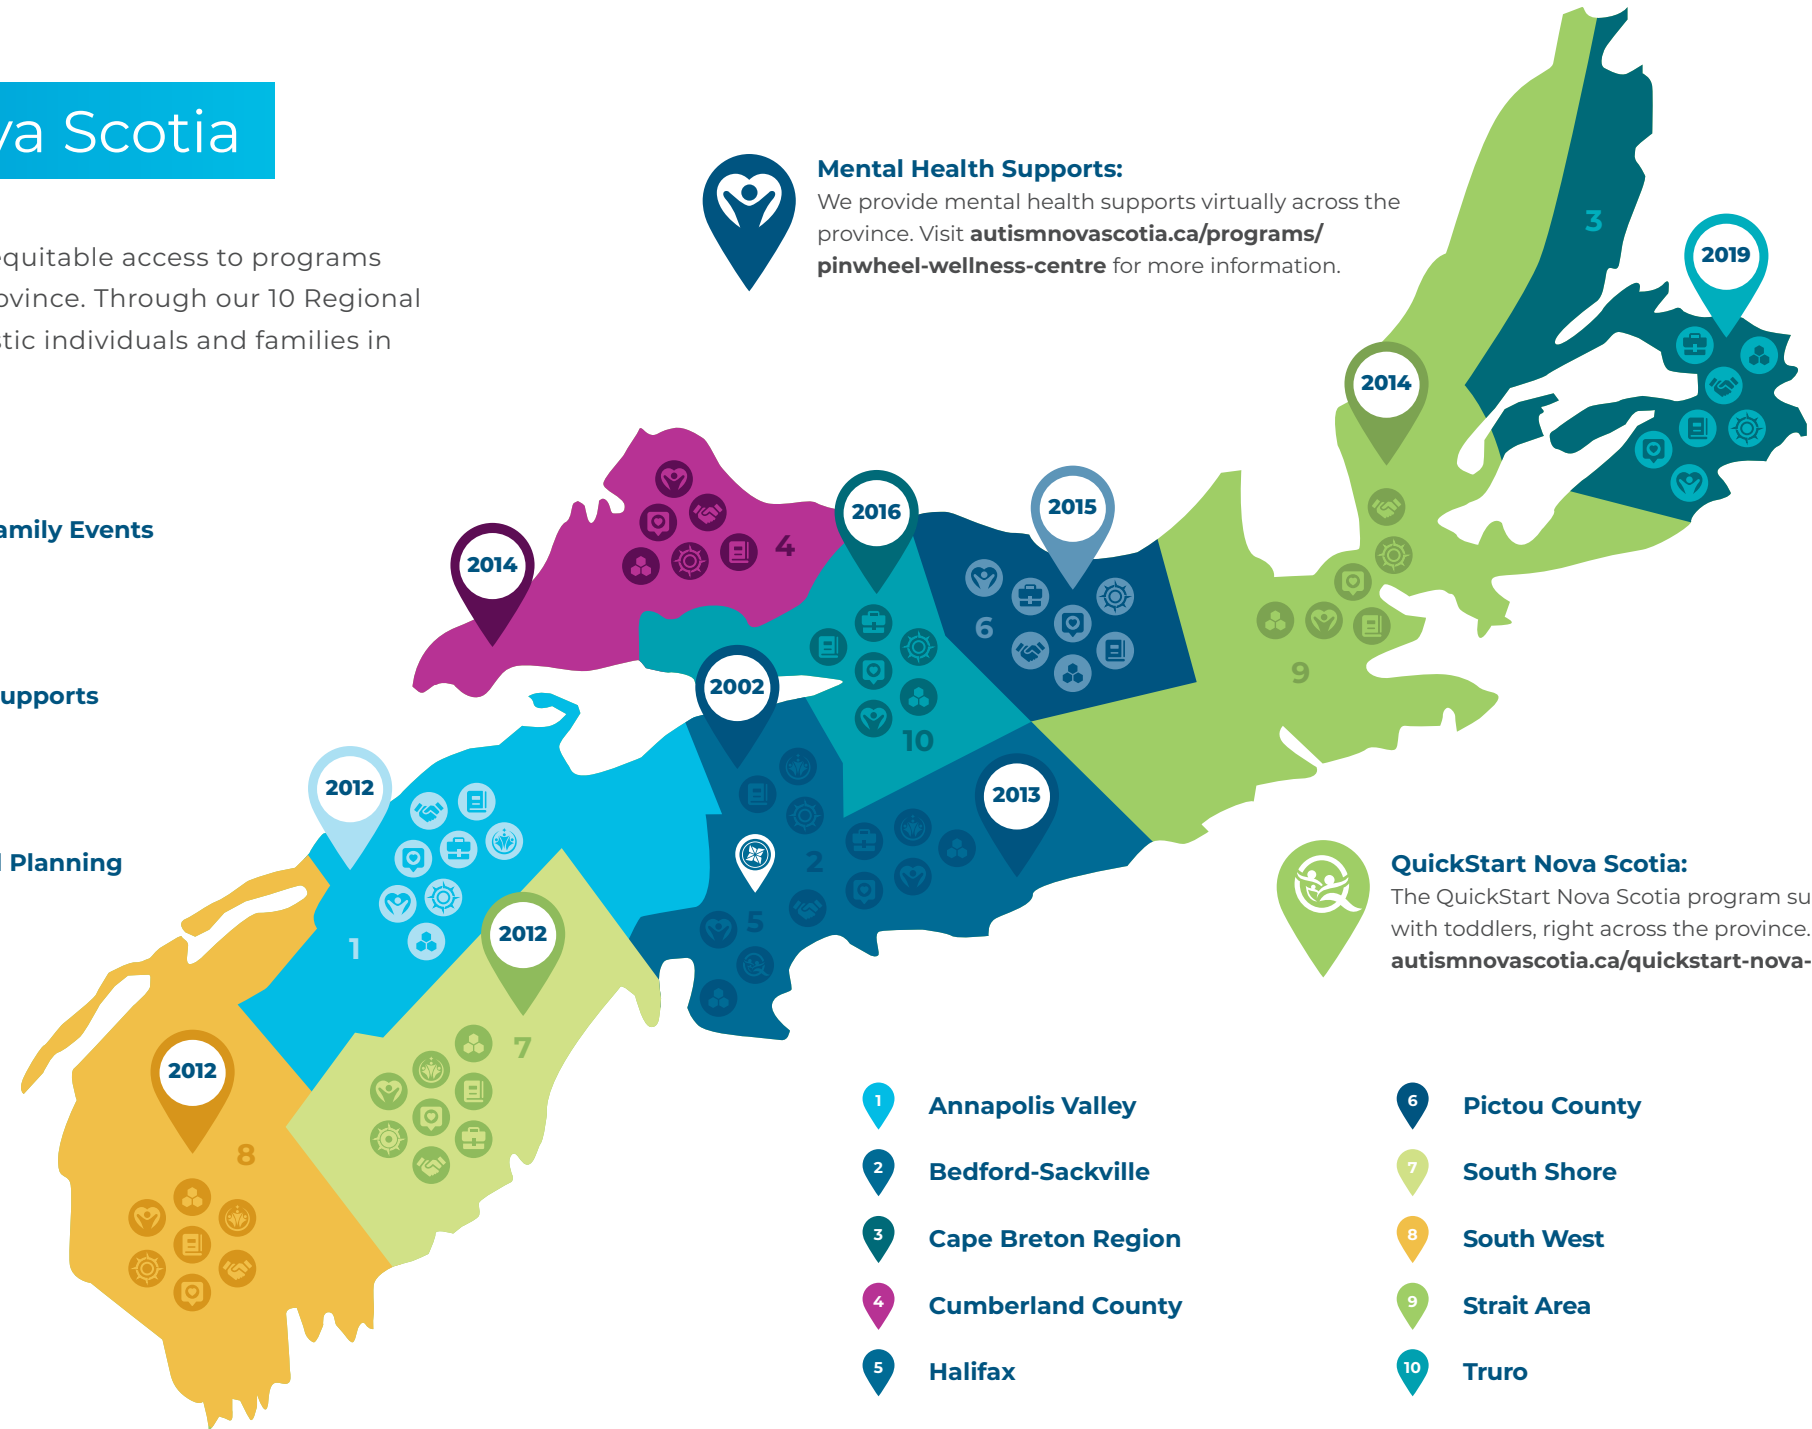 va Scotia
equitable access to programs
ovince. Through our 10 Regional
stic individuals and families in
amily Events
upports
l Planning
Mental Health Supports:
We provide mental health supports virtually across the
province. Visit autismnovascotia.ca/programs/
pinwheel-wellness-centre for more information.
3
2019
2014
2014
4
2016
2015
6
9
2002
10
2012
2013
2
1
2012
5
7
2012
8
QuickStart Nova Scotia:
The QuickStart Nova Scotia program su
with toddlers, right across the province.
autismnovascotia.ca/quickstart-nova-
1 Annapolis Valley
2 Bedford-Sackville
3 Cape Breton Region
4 Cumberland County
5 Halifax
6 Pictou County
7 South Shore
8 South West
9 Strait Area
10 Truro